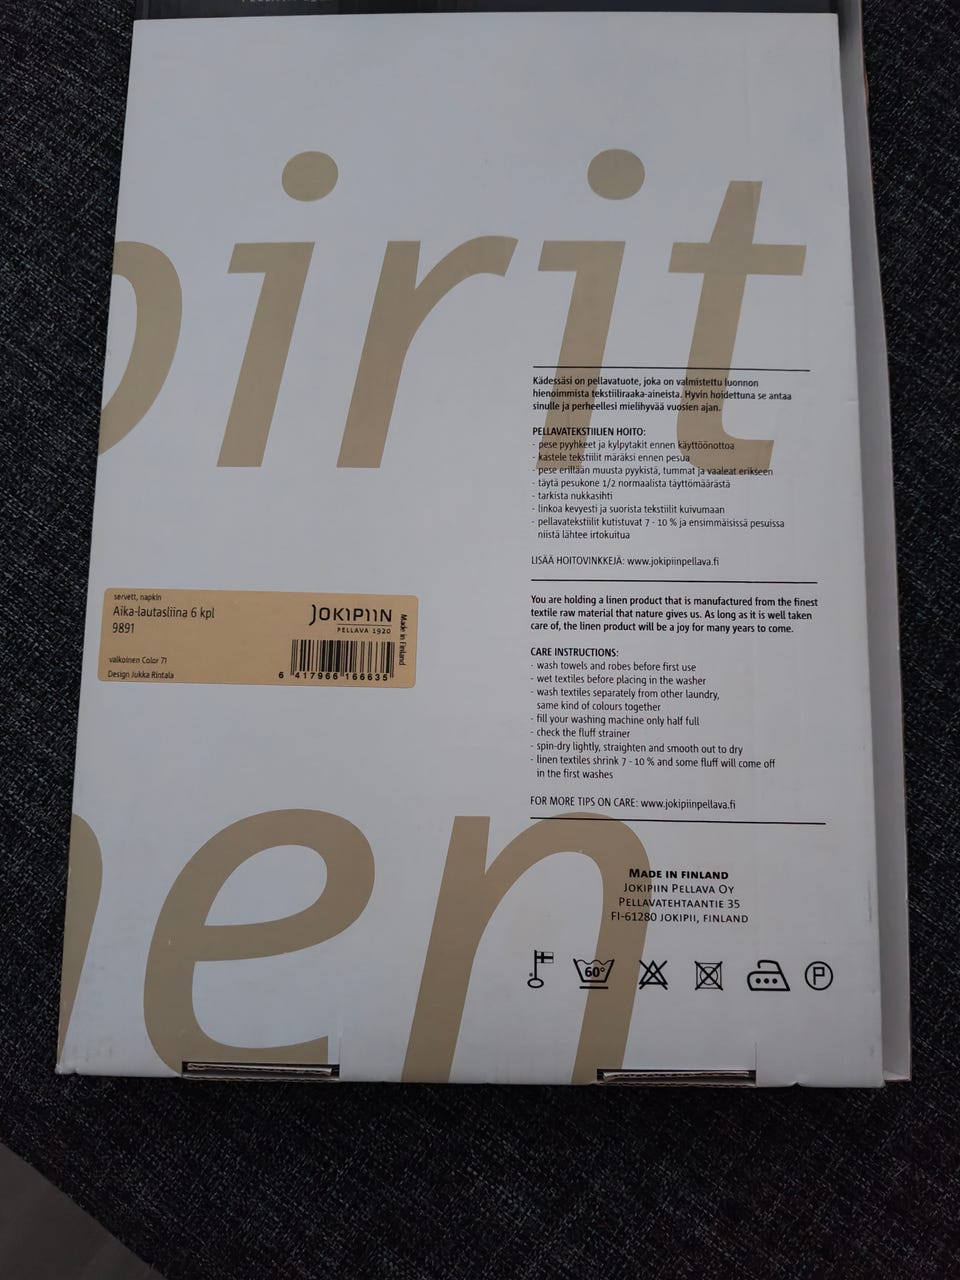 pirit
Kädessäsi on pellavatuote, joka on valmistettu luonnon
hienoimmista tekstiiliraaka-aineista. Hyvin hoidettuna se antaa
sinulle ja perheellesi mielihyvää vuosien ajan.
PELLAVATEKSTIILIEN HOITO:
- pese pyyhkeet ja kylpytakit ennen käyttöönottoa
- kastele tekstiilit märäksi ennen pesua
- pese erillään muusta pyykistä, tummat ja vaaleat erikseen
- täytä pesukone 1/2 normaalista täyttömäärästä
- tarkista nukkasihti
- linkoa kevyesti ja suorista tekstiilit kuivumaan
- pellavatekstiilit kutistuvat 7 - 10 % ja ensimmäisissä pesuissa
niistä lähtee irtokuitua
LISÄÄ HOITOVINKKEJÄ: www.jokipiinpellava.fi
servett, napkin
Aika-lautasliina 6 kpl
9891
valkoinen Color 71
Design Jukka Rintala
JOKIPIIN
PELLAVA 1920
Made in Finland
6 417966 166635
You are holding a linen product that is manufactured from the finest
textile raw material that nature gives us. As long as it is well taken
care of, the linen product will be a joy for many years to come.
CARE INSTRUCTIONS:
- wash towels and robes before first use
- wet textiles before placing in the washer
- wash textiles separately from other laundry,
same kind of colours together
- fill your washing machine only half full
- check the fluff strainer
- spin-dry lightly, straighten and smooth out to dry
- linen textiles shrink 7 - 10 % and some fluff will come off
in the first washes
FOR MORE TIPS ON CARE: www.jokipiinpellava.fi
en
MADE IN FINLAND
JOKIPIIN PELLAVA OY
PELLAVATEHTAANTIE 35
FI-61280 JOKIPII, FINLAND
60°
P